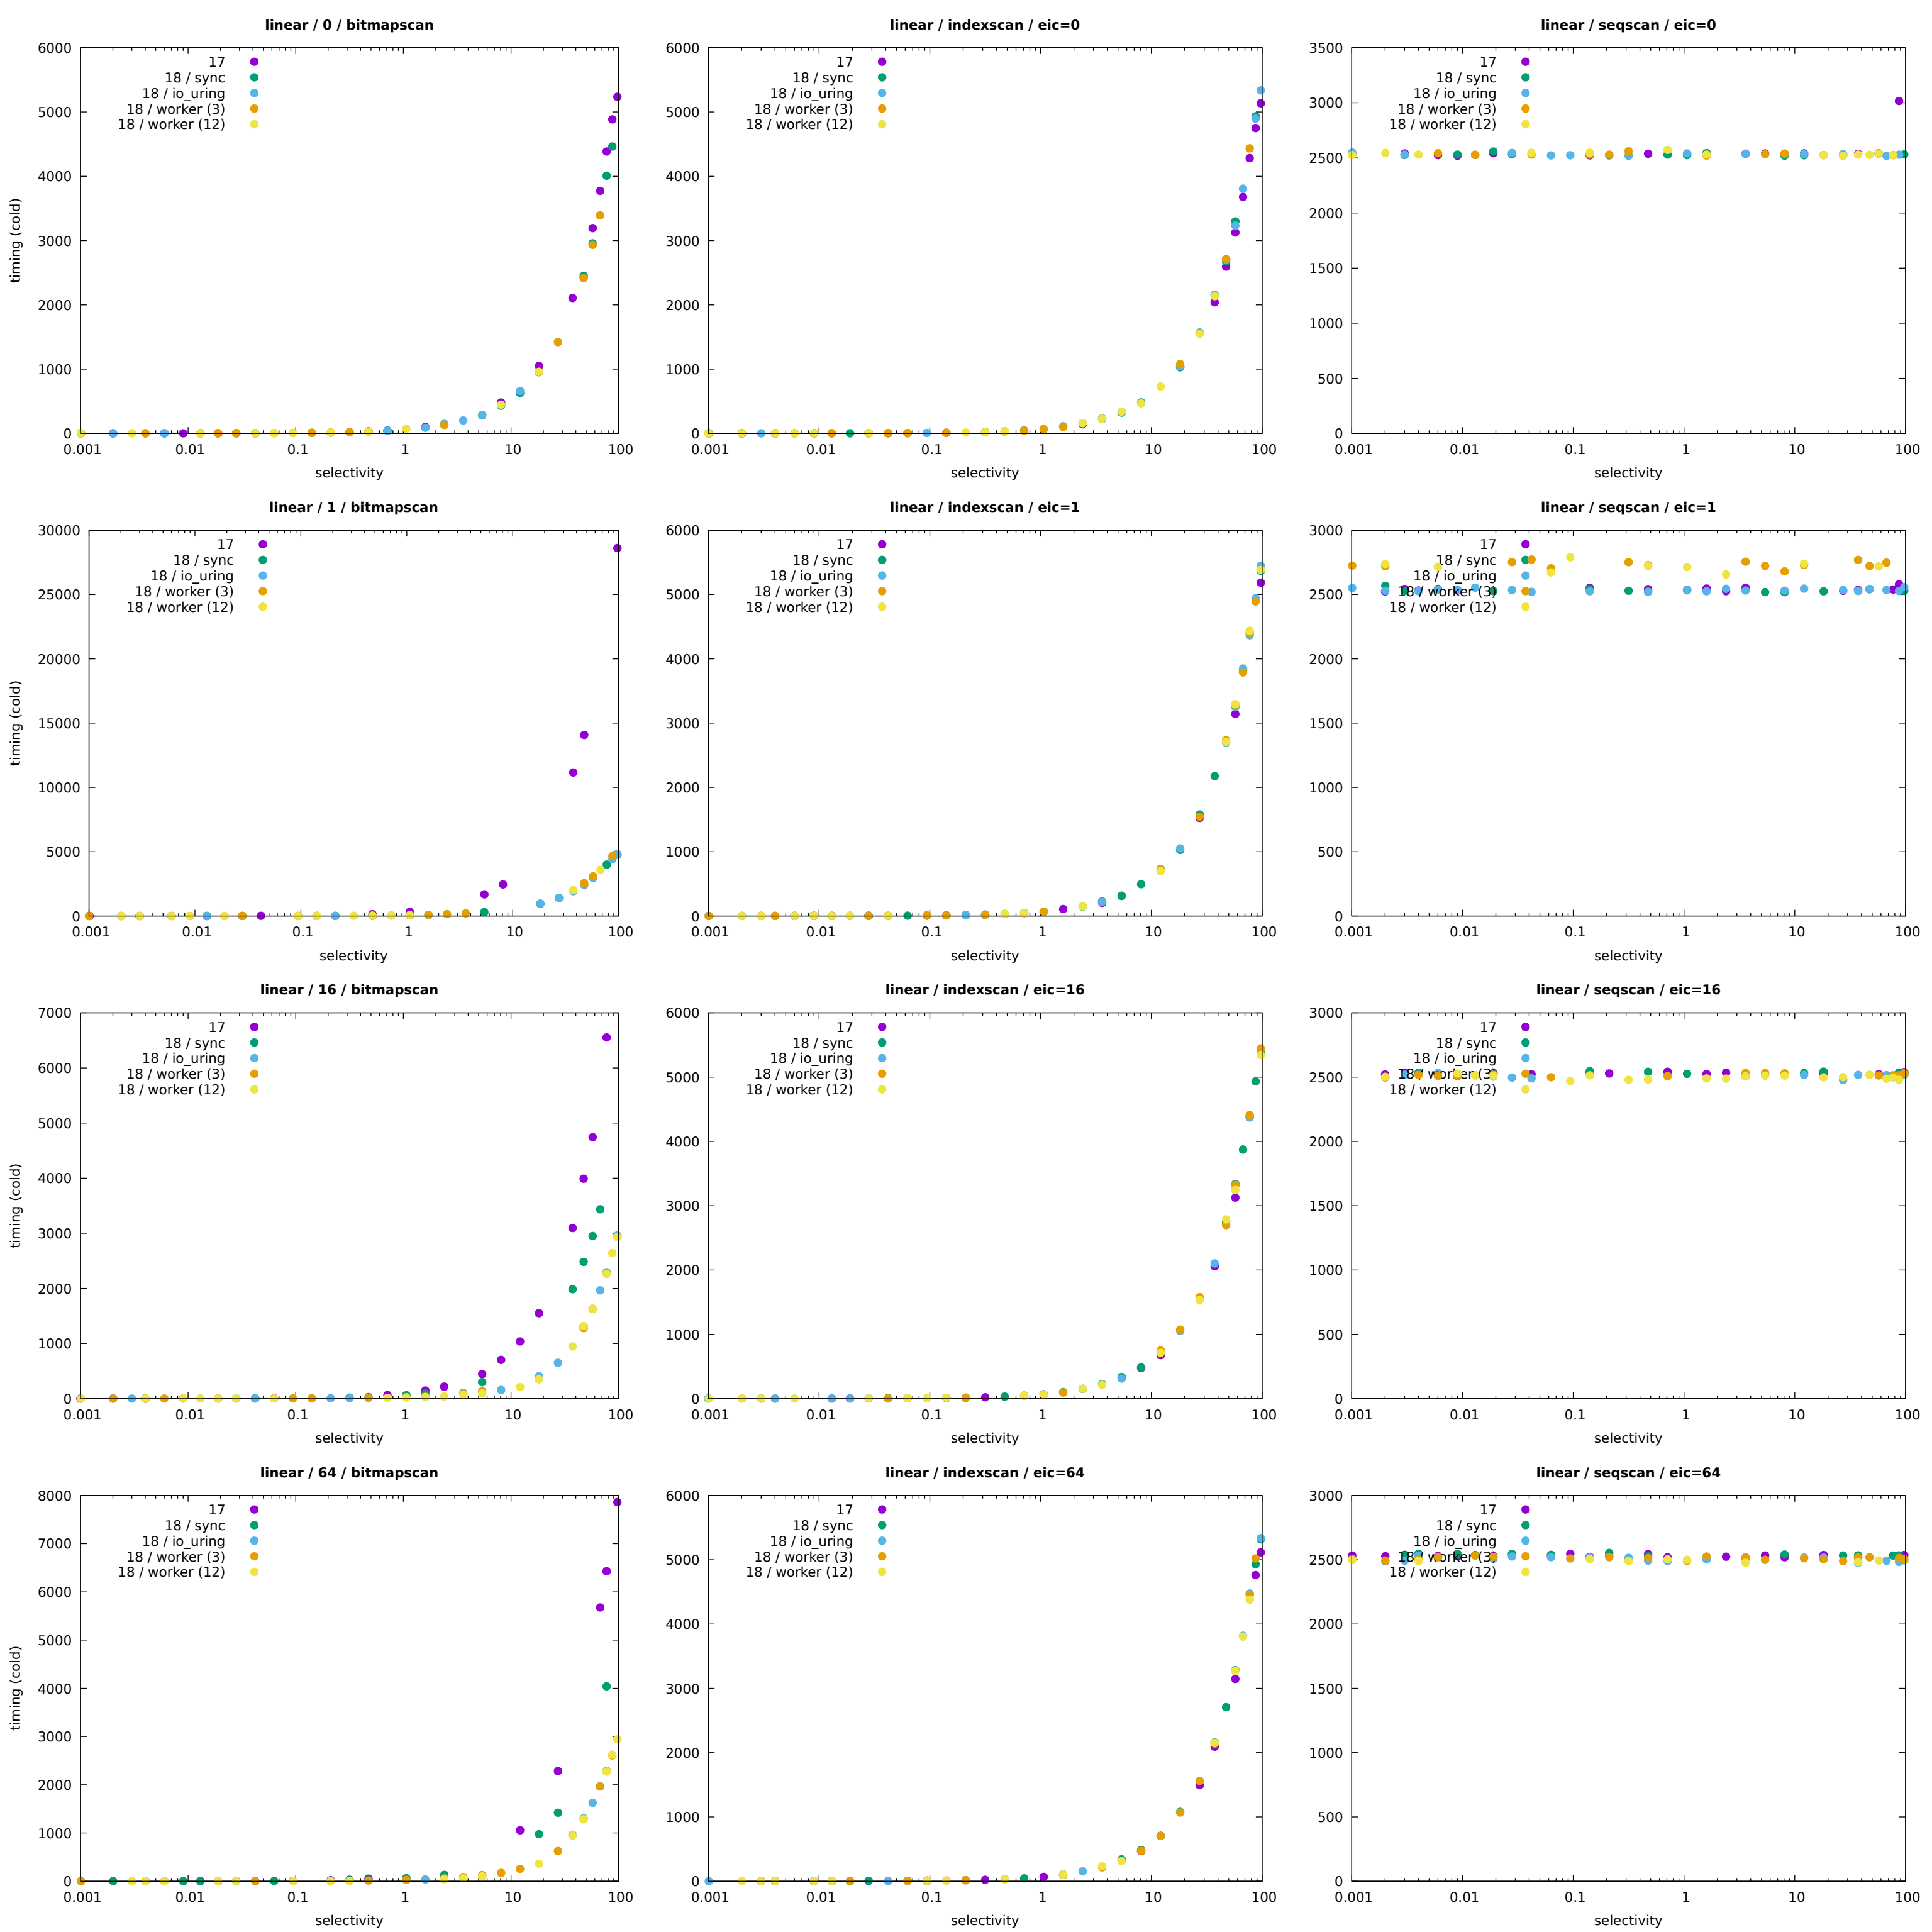 linear / 0 / bitmapscan
6000
5000
4000
3000
2000
1000
0
timing (cold)
17
18 / sync
18 / io_uring
18 / worker (3)
18 / worker (12)
0.001 0.01 0.1 1 10 100
selectivity
linear / indexscan / eic=0
6000
5000
4000
3000
2000
1000
0
17
18 / sync
18 / io_uring
18 / worker (3)
18 / worker (12)
0.001 0.01 0.1 1 10 100
selectivity
linear / seqscan / eic=0
3500
3000
2500
2000
1500
1000
500
0
17
18 / sync
18 / io_uring
18 / worker (3)
18 / worker (12)
0.001 0.01 0.1 1 10 100
selectivity
linear / 1 / bitmapscan
30000
25000
20000
15000
10000
5000
0
timing (cold)
17
18 / sync
18 / io_uring
18 / worker (3)
18 / worker (12)
0.001 0.01 0.1 1 10 100
selectivity
linear / indexscan / eic=1
6000
5000
4000
3000
2000
1000
0
17
18 / sync
18 / io_uring
18 / worker (3)
18 / worker (12)
0.001 0.01 0.1 1 10 100
selectivity
linear / seqscan / eic=1
3000
2500
2000
1500
1000
500
0
17
18 / sync
18 / io_uring
18 / worker (3)
18 / worker (12)
0.001 0.01 0.1 1 10 100
selectivity
linear / 16 / bitmapscan
7000
6000
5000
4000
3000
2000
1000
0
timing (cold)
17
18 / sync
18 / io_uring
18 / worker (3)
18 / worker (12)
0.001 0.01 0.1 1 10 100
selectivity
linear / indexscan / eic=16
6000
5000
4000
3000
2000
1000
0
17
18 / sync
18 / io_uring
18 / worker (3)
18 / worker (12)
0.001 0.01 0.1 1 10 100
selectivity
linear / seqscan / eic=16
3000
2500
2000
1500
1000
500
0
17
18 / sync
18 / io_uring
18 / worker (3)
18 / worker (12)
0.001 0.01 0.1 1 10 100
selectivity
linear / 64 / bitmapscan
8000
7000
6000
5000
4000
3000
2000
1000
0
timing (cold)
17
18 / sync
18 / io_uring
18 / worker (3)
18 / worker (12)
0.001 0.01 0.1 1 10 100
selectivity
linear / indexscan / eic=64
6000
5000
4000
3000
2000
1000
0
17
18 / sync
18 / io_uring
18 / worker (3)
18 / worker (12)
0.001 0.01 0.1 1 10 100
selectivity
linear / seqscan / eic=64
3000
2500
2000
1500
1000
500
0
17
18 / sync
18 / io_uring
18 / worker (3)
18 / worker (12)
0.001 0.01 0.1 1 10 100
selectivity